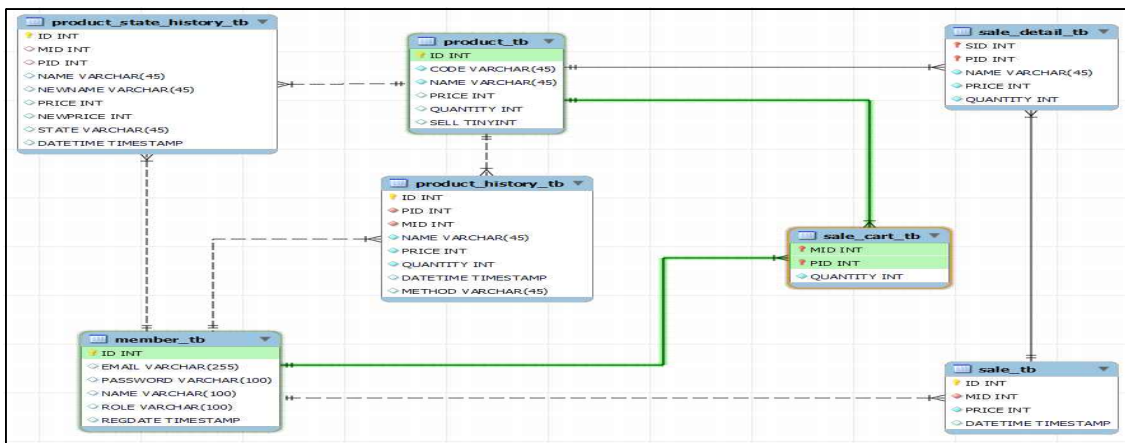 product_state_history_tb
ID INT
MID INT
PID INT
NAME VARCHAR(45)
NEWNAME VARCHAR(45)
PRICE INT
NEWPRICE INT
STATE VARCHAR(45)
DATETIME TIMESTAMP
product_tb
ID INT
CODE VARCHAR(45)
NAME VARCHAR(45)
PRICE INT
QUANTITY INT
SELL TINYINT
sale_detail_tb
SID INT
PID INT
NAME VARCHAR(45)
PRICE INT
QUANTITY INT
product_history_tb
ID INT
PID INT
MID INT
NAME VARCHAR(45)
PRICE INT
QUANTITY INT
DATETIME TIMESTAMP
METHOD VARCHAR(45)
sale_cart_tb
MID INT
PID INT
QUANTITY INT
member_tb
ID INT
EMAIL VARCHAR(255)
PASSWORD VARCHAR(100)
NAME VARCHAR(100)
ROLE VARCHAR(100)
REGDATE TIMESTAMP
sale_tb
ID INT
MID INT
PRICE INT
DATETIME TIMESTAMP